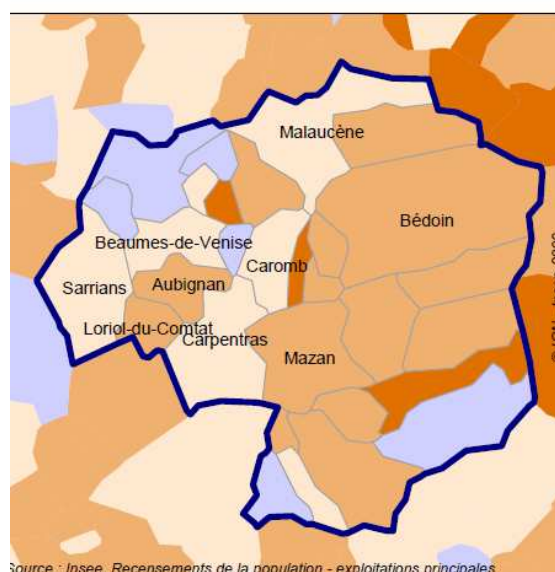 Malaucène
Bédoin
Beaumes-de-Venise
Caromb
Sarrians
Aubignan
Loriol-du-Comtat
Carpentras
Mazan
Source : Insee, Recensements de la population - exploitations principales